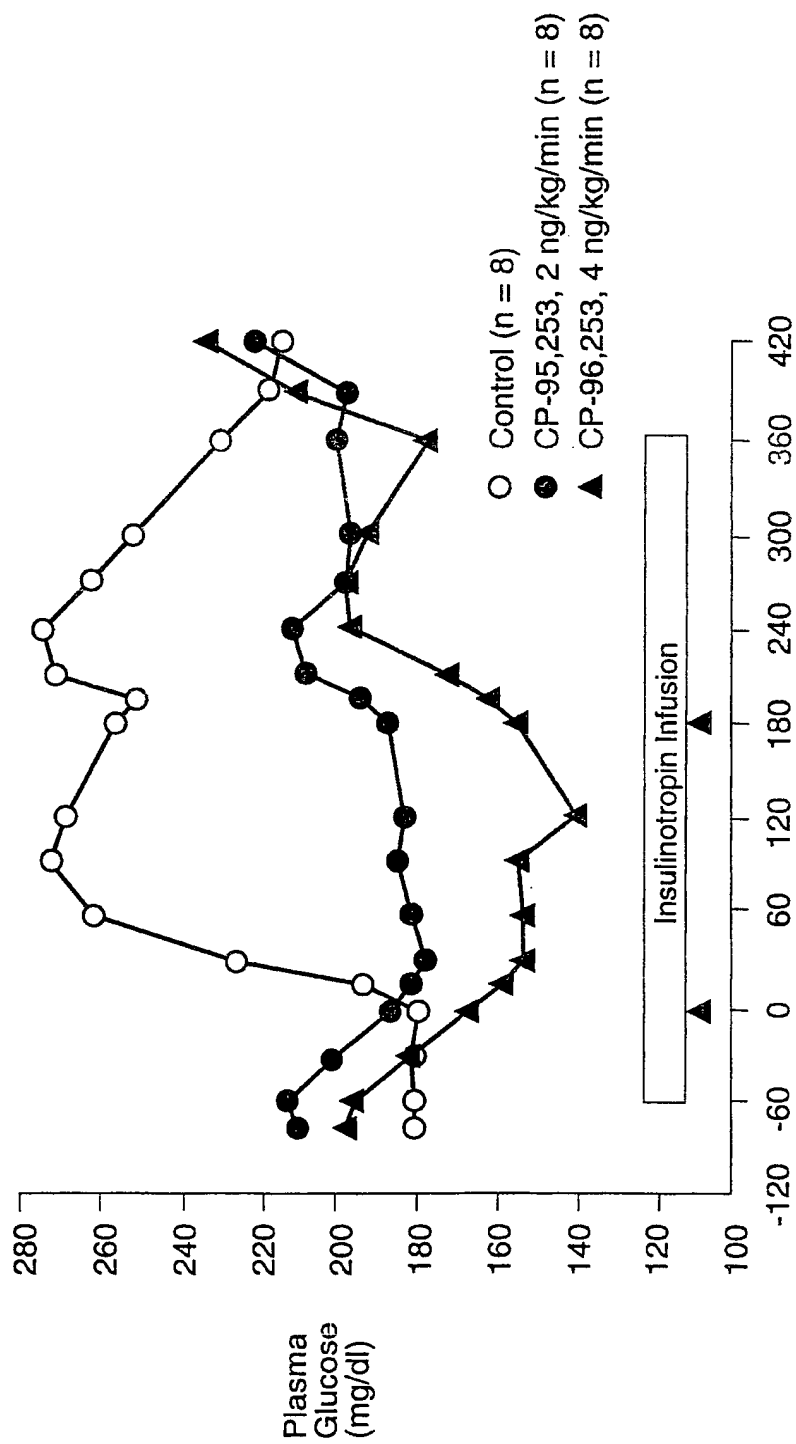 Plasma
Glucose
(mg/dl)
280
260
240
220
200
180
160
140
120
100
-120
-60
0
60
120
180
240
300
360
420
Control (n = 8)
CP-95,253, 2 ng/kg/min (n = 8)
CP-96,253, 4 ng/kg/min (n = 8)
Insulinotropin Infusion